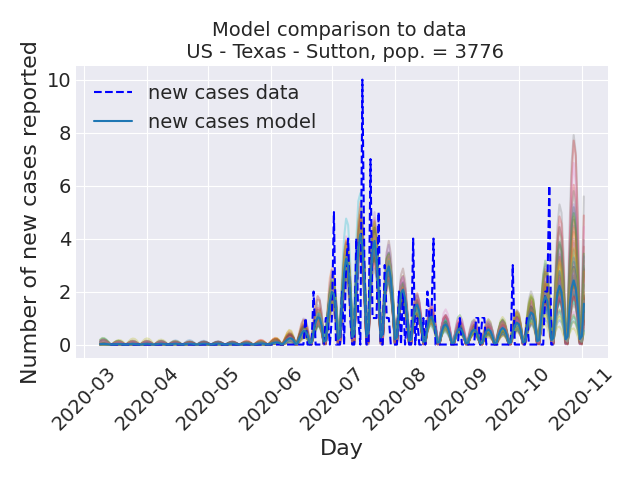 Model comparison to data
US - Texas - Sutton, pop. = 3776
Number of new cases reported
10
8
6
4
2
0
new cases data
new cases model
2020-03
2020-04
2020-05
2020-06
2020-07
2020-08
2020-09
2020-10
2020-11
Day